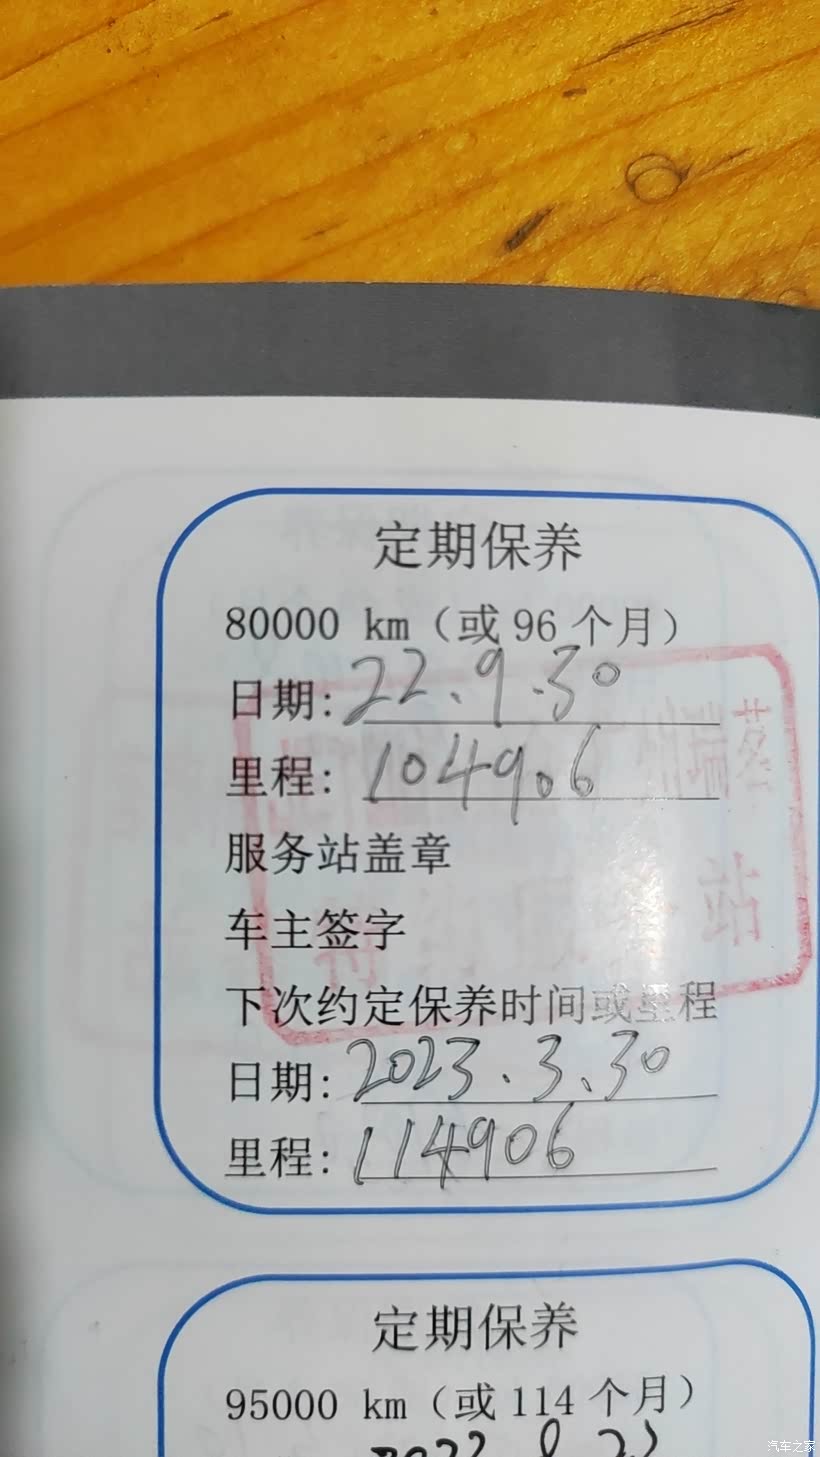 定期保养
80000 km（或 96 个月）
日期: 22.9.30
里程: 104906
服务站盖章
车主签字
下次约定保养时间或里程
日期: 2023.3.30
里程: 114906
站
定期保养
95000 km（或 114 个月）
汽车之家